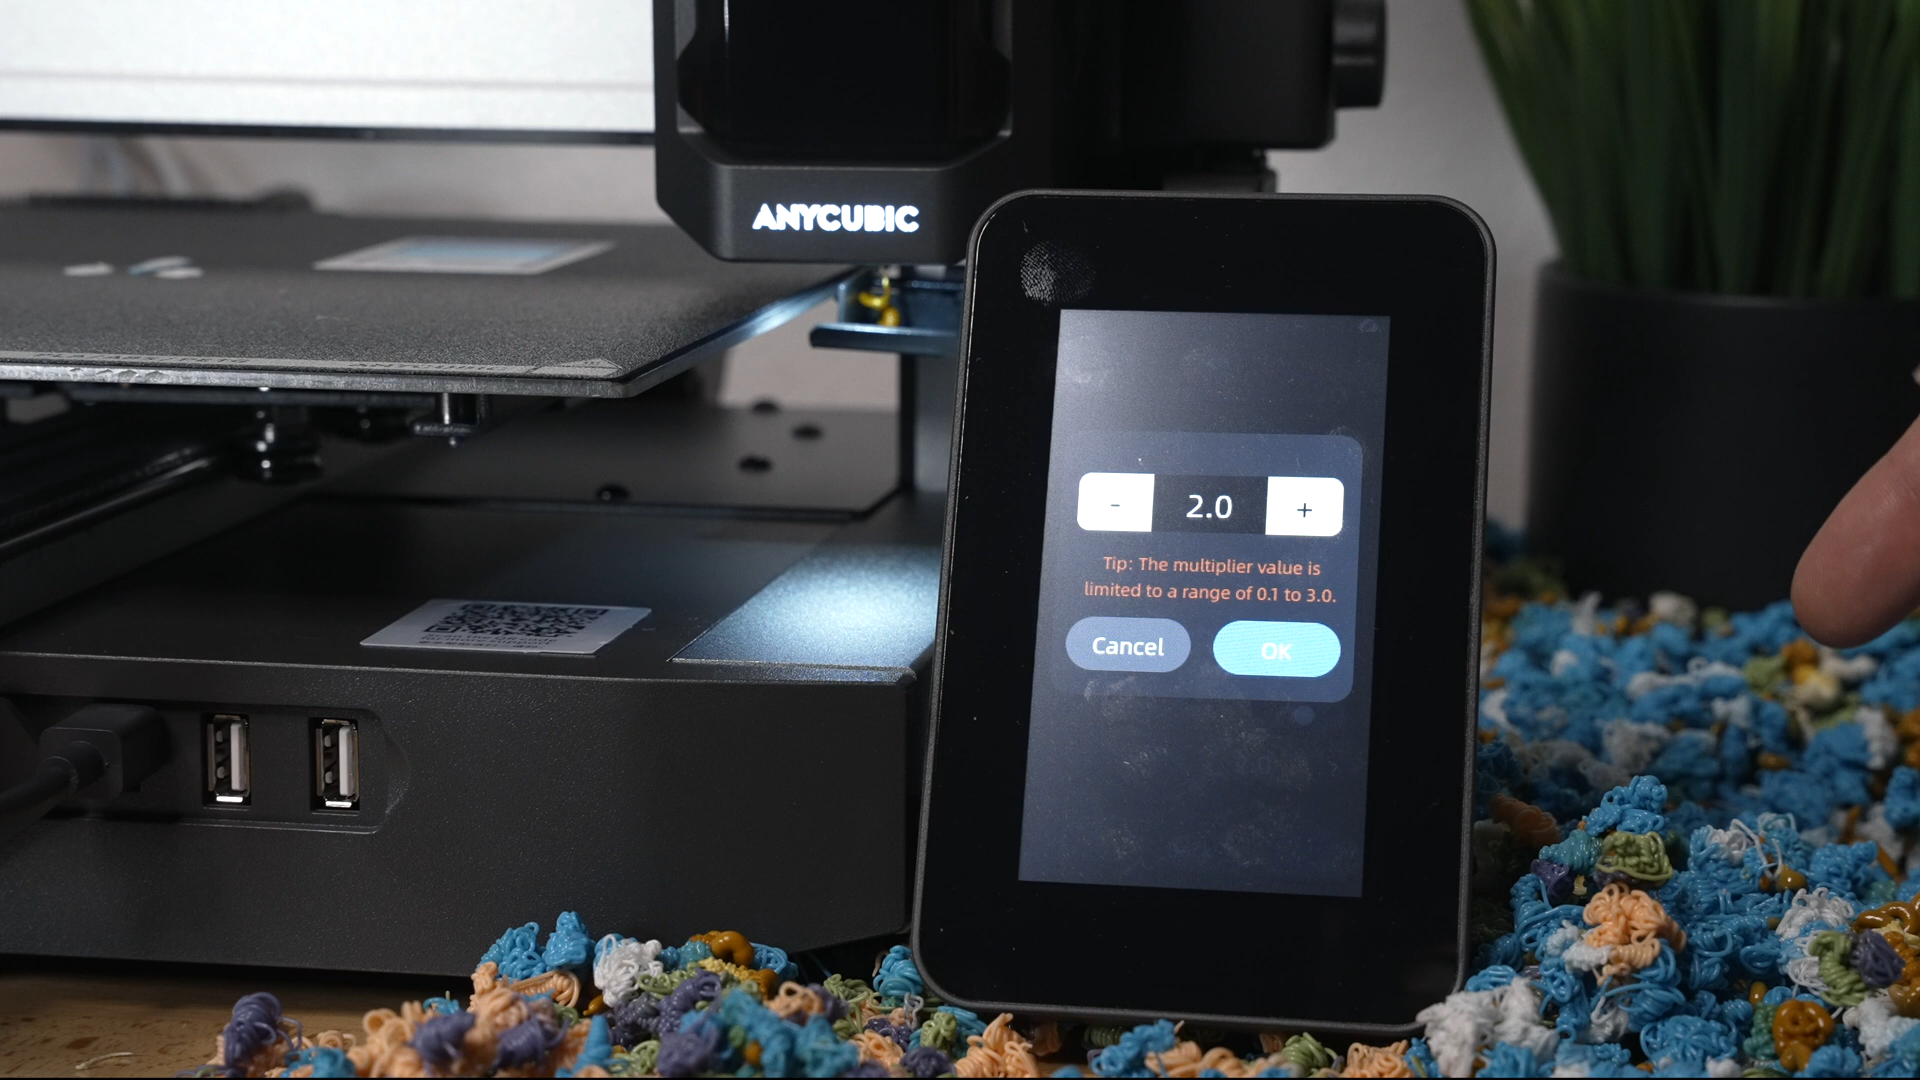 ANYCUBIC
-
2.0
+
Tip: The multiplier value is
limited to a range of 0.1 to 3.0.
Cancel
OK